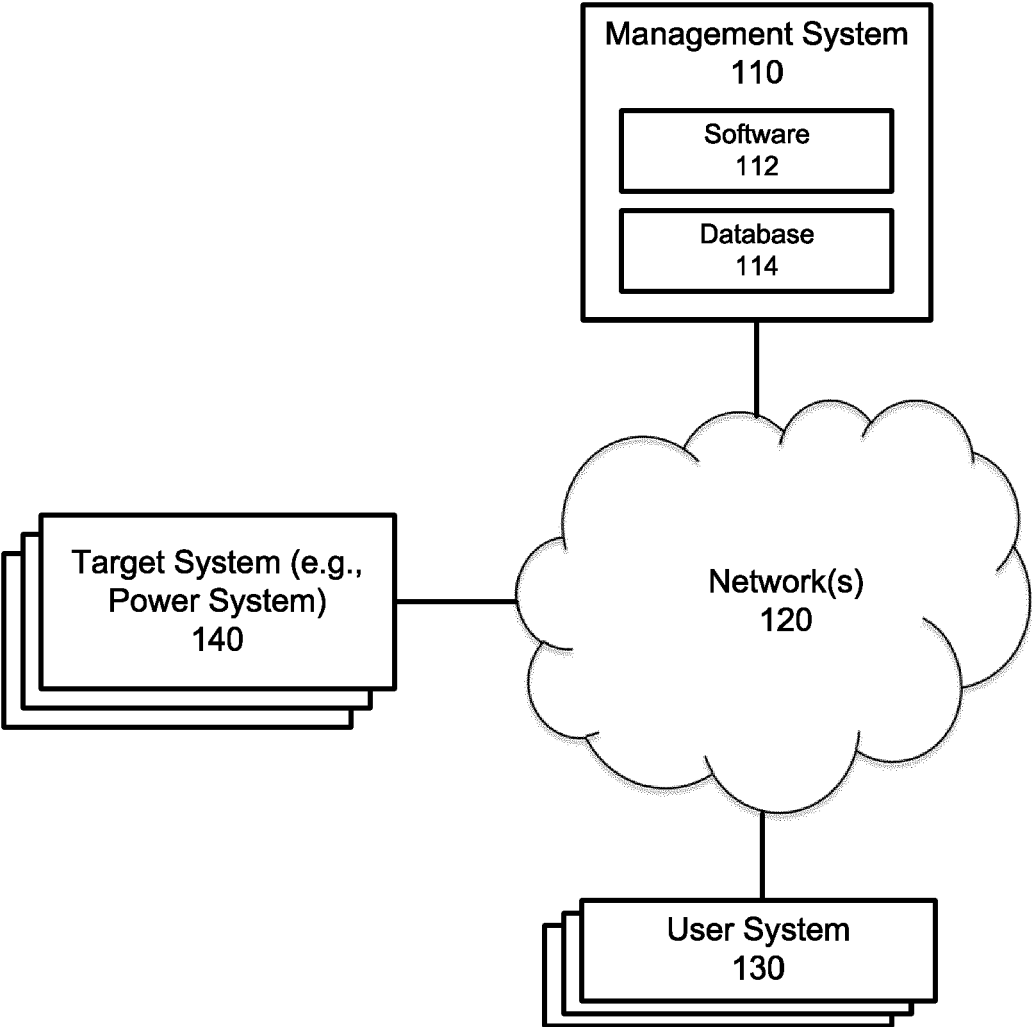 Management System
110
Software
112
Database
114
Target System (e.g.,
Power System)
140
Network(s)
120
User System
130